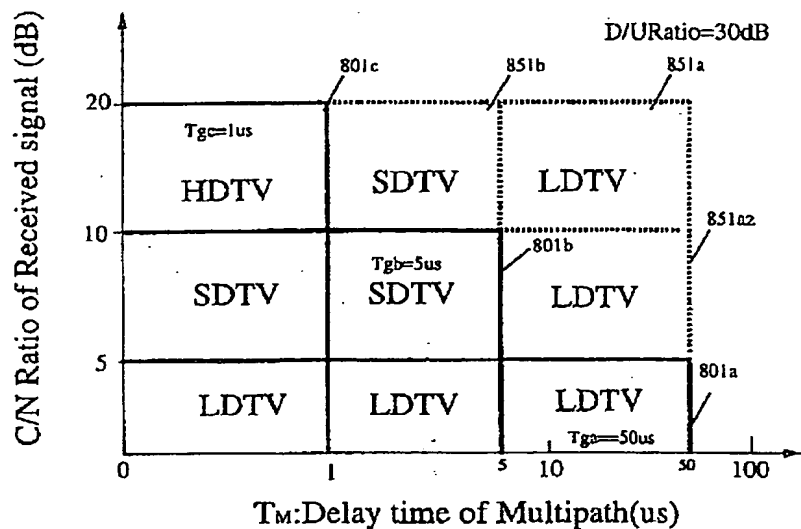 D/URatio=30dB
801c
851b
851a
20
Tgc=1us
HDTV
SDTV
LDTV
851a2
10
Tgb=5us
801b
SDTV
SDTV
LDTV
5
801a
LDTV
LDTV
LDTV
Tga=50us
0
1
5
10
50
100
C/N Ratio of Received signal (dB)
TM:Delay time of Multipath(us)